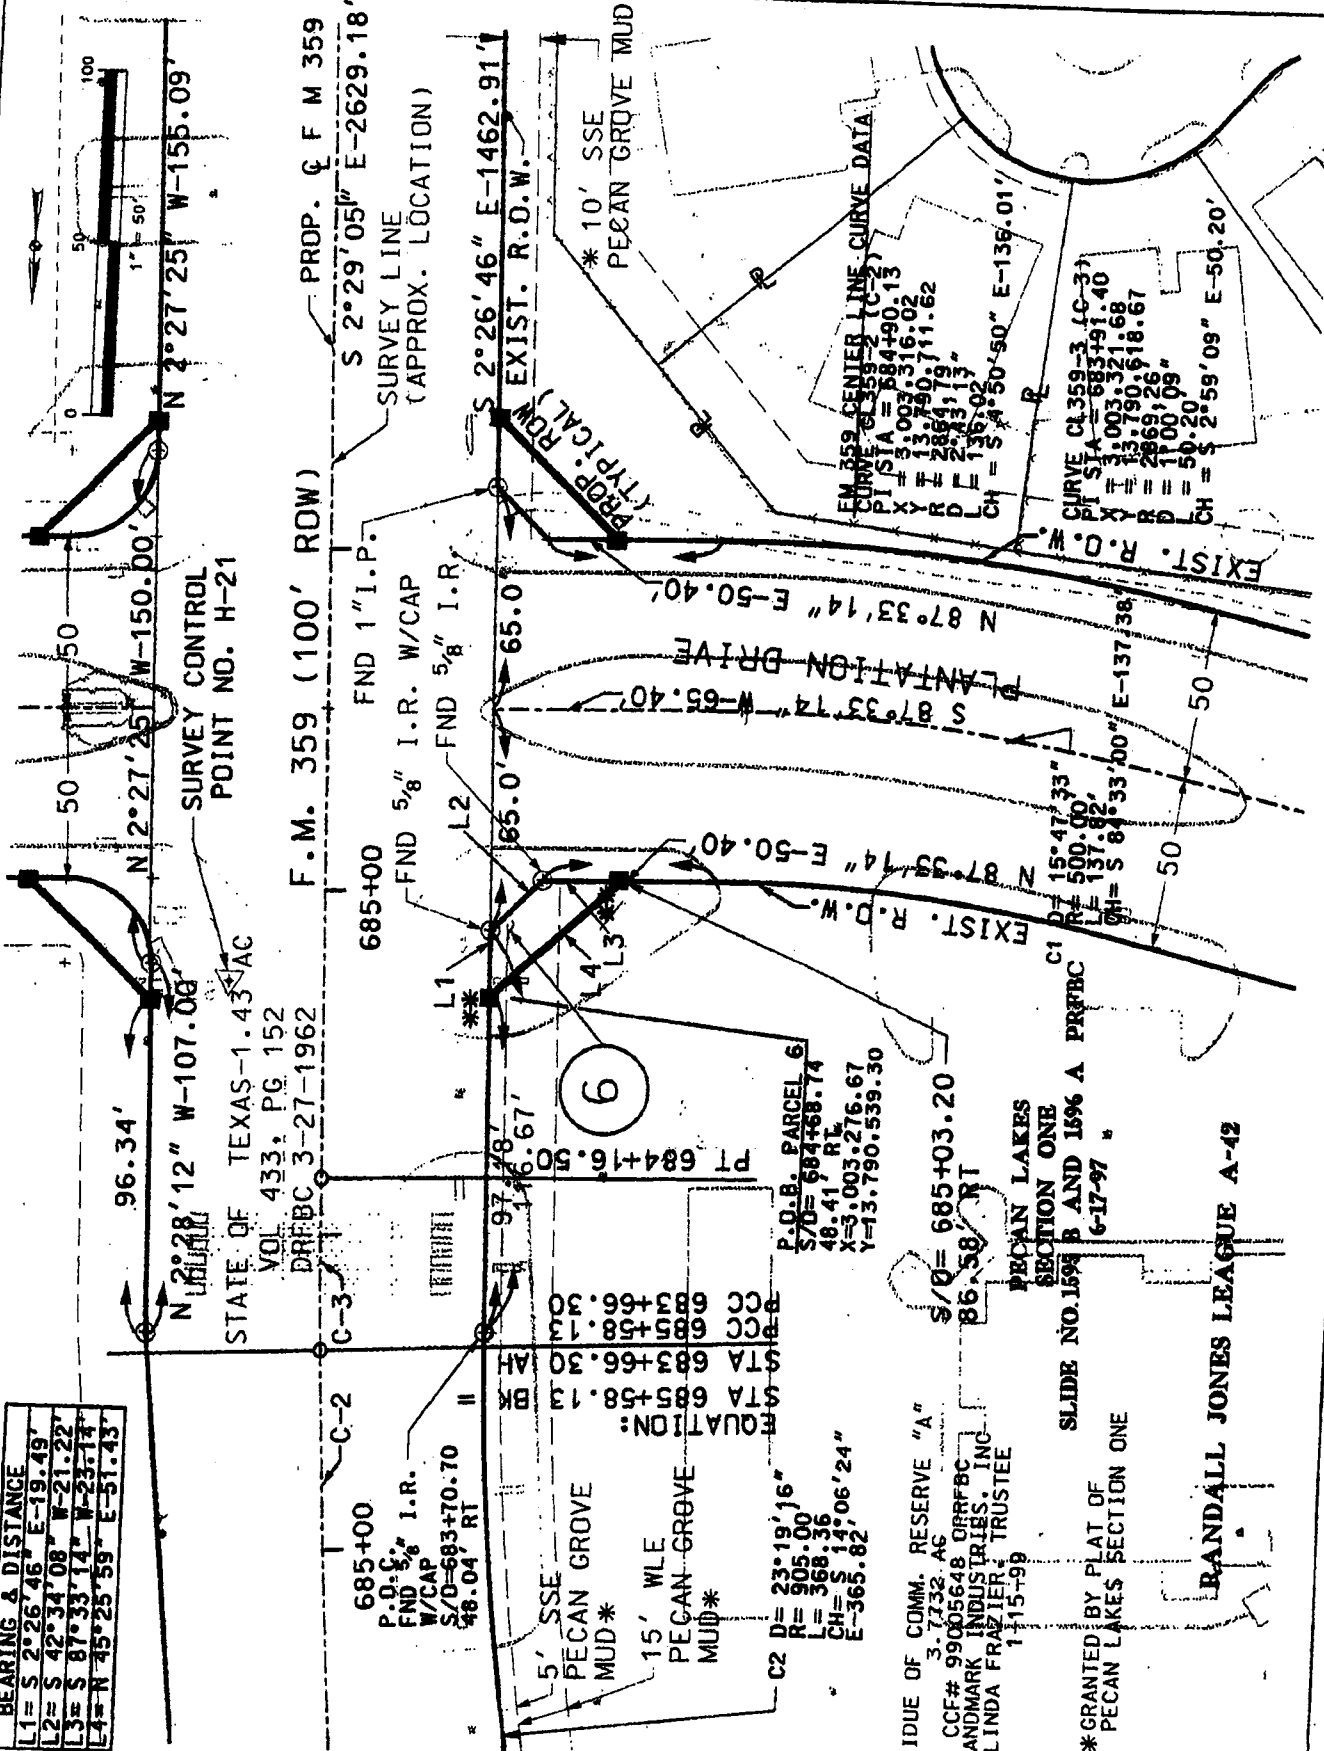 BEARING & DISTANCE
L1= S 2°26'46" E-19.49'
L2= S 42°34'08" W-21.22'
L3= S 87°33'14" W-23.14'
L4= N 45°25'59" E-51.43'
0
50
100
1" = 50'
96.34'
50
50
N 2°28'12" W-107.00'
N 2°27'25" W-150.00'
N 2°27'25" W-155.09'
STATE OF TEXAS-1.43 AC
VOL 433, PG 152
DRFBC 3-27-1962
SURVEY CONTROL
POINT NO. H-21
F.M. 359 (100' ROW)
PROP. ℄ F M 359
S 2°29'05" E-2629.18'
SURVEY LINE
(APPROX. LOCATION)
C-2
C-3
685+00
685+00
P.O.C.
FND 5/8" I.R.
W/CAP
S/O=683+70.70
48.04' RT
FND 5/8" I.R. W/CAP
FND 5/8" I.R.
FND 1" I.P.
S 2°26'46" E-1462.91'
EXIST. R.O.W.
* 10' SSE
PECAN GROVE MUD
L1
L2
L3
L4
**
**
65.0'
65.0'
PROP. ROW
(TYPICAL)
6
PT 684+16.50
EQUATION:
STA 685+58.13 BK
STA 683+66.30 AH
PCC 685+58.13
PCC 683+66.30
5' SSE
PECAN GROVE
MUD*
15' WLE
PECAN GROVE
MUD*
P.O.B. PARCEL 6
S/O= 684+68.74
48.41' RT
X=3,003,276.67
Y=13,790,539.30
S/O= 685+03.20
86.58' RT
C2
D= 23°19'16"
R= 905.00'
L= 368.36
CH= S 14°06'24"
E-365.82'
N 87°33'14" E-50.40'
S 87°33'14" W-65.40'
N 87°33'14" E-50.40'
PLANTATION DRIVE
EXIST. R.O.W.
EXIST. R.O.W.
50
50
C1
D= 15°47'33"
R= 500.00'
L= 137.82'
CH= S 84°33'00" E-137.38'
FM 359 CENTER LINE CURVE DATA
CURVE CL359-2 (C-2)
PI STA = 684+90.13
X = 3,003,316.02
Y = 13,790,711.62
L = 136.02'
CH = S 4°50'50" E-136.01'
CURVE CL359-3 (C-3)
PI STA = 683+91.40
X = 3,003,321.68
Y = 13,790,618.67
R = 2869.26'
D = 1°00'09"
L = 50.20'
CH = S 2°59'09" E-50.20'
PECAN LAKES
SECTION ONE
SLIDE NO.1595 B AND 1596 A PRFBC
6-17-97
IDUE OF COMM. RESERVE "A"
3.7732 AC
CCF# 99005648 OPRFBC
ANDMARK INDUSTRIES, INC
LINDA FRAZIER, TRUSTEE
1-15-99
*GRANTED BY PLAT OF
PECAN LAKES SECTION ONE
RANDALL JONES LEAGUE A-42